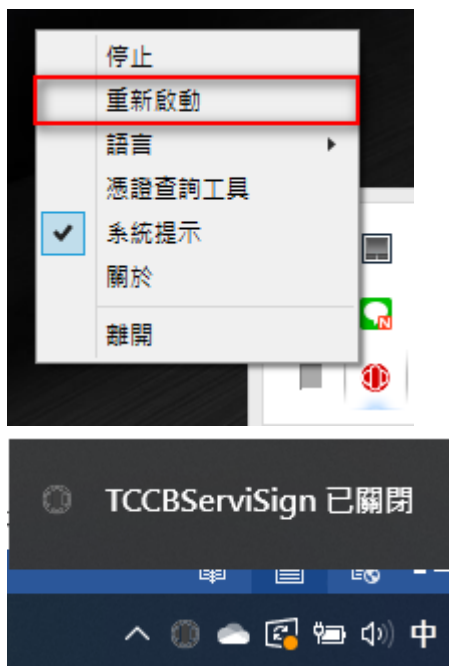 停止
重新啟動
語言
憑證查詢工具
系統提示
關於
離開
N
TCCBServiSign 已關閉
中